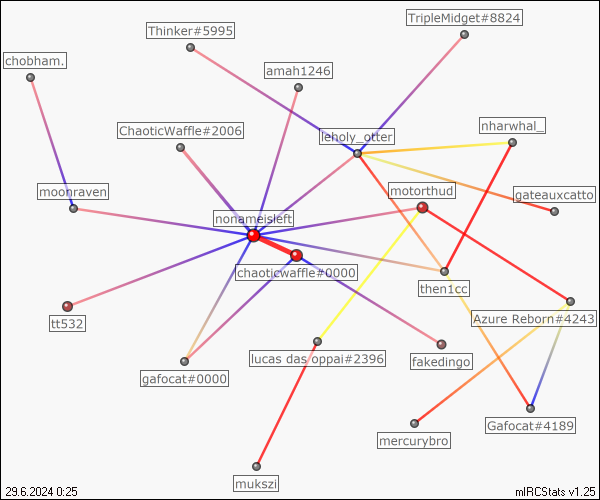 TripleMidget#8824
Thinker#5995
chobham.
amah1246
ChaoticWaffle#2006
nharwhal_
leholy_otter
moonraven
motorthud
gateauxcatto
nonameisleft
chaoticwaffle#0000
then1cc
tt532
Azure Reborn#4243
lucas das oppai#2396
fakedingo
gafocat#0000
Gafocat#4189
mercurybro
mukszi
29.6.2024 0:25
mIRCStats v1.25